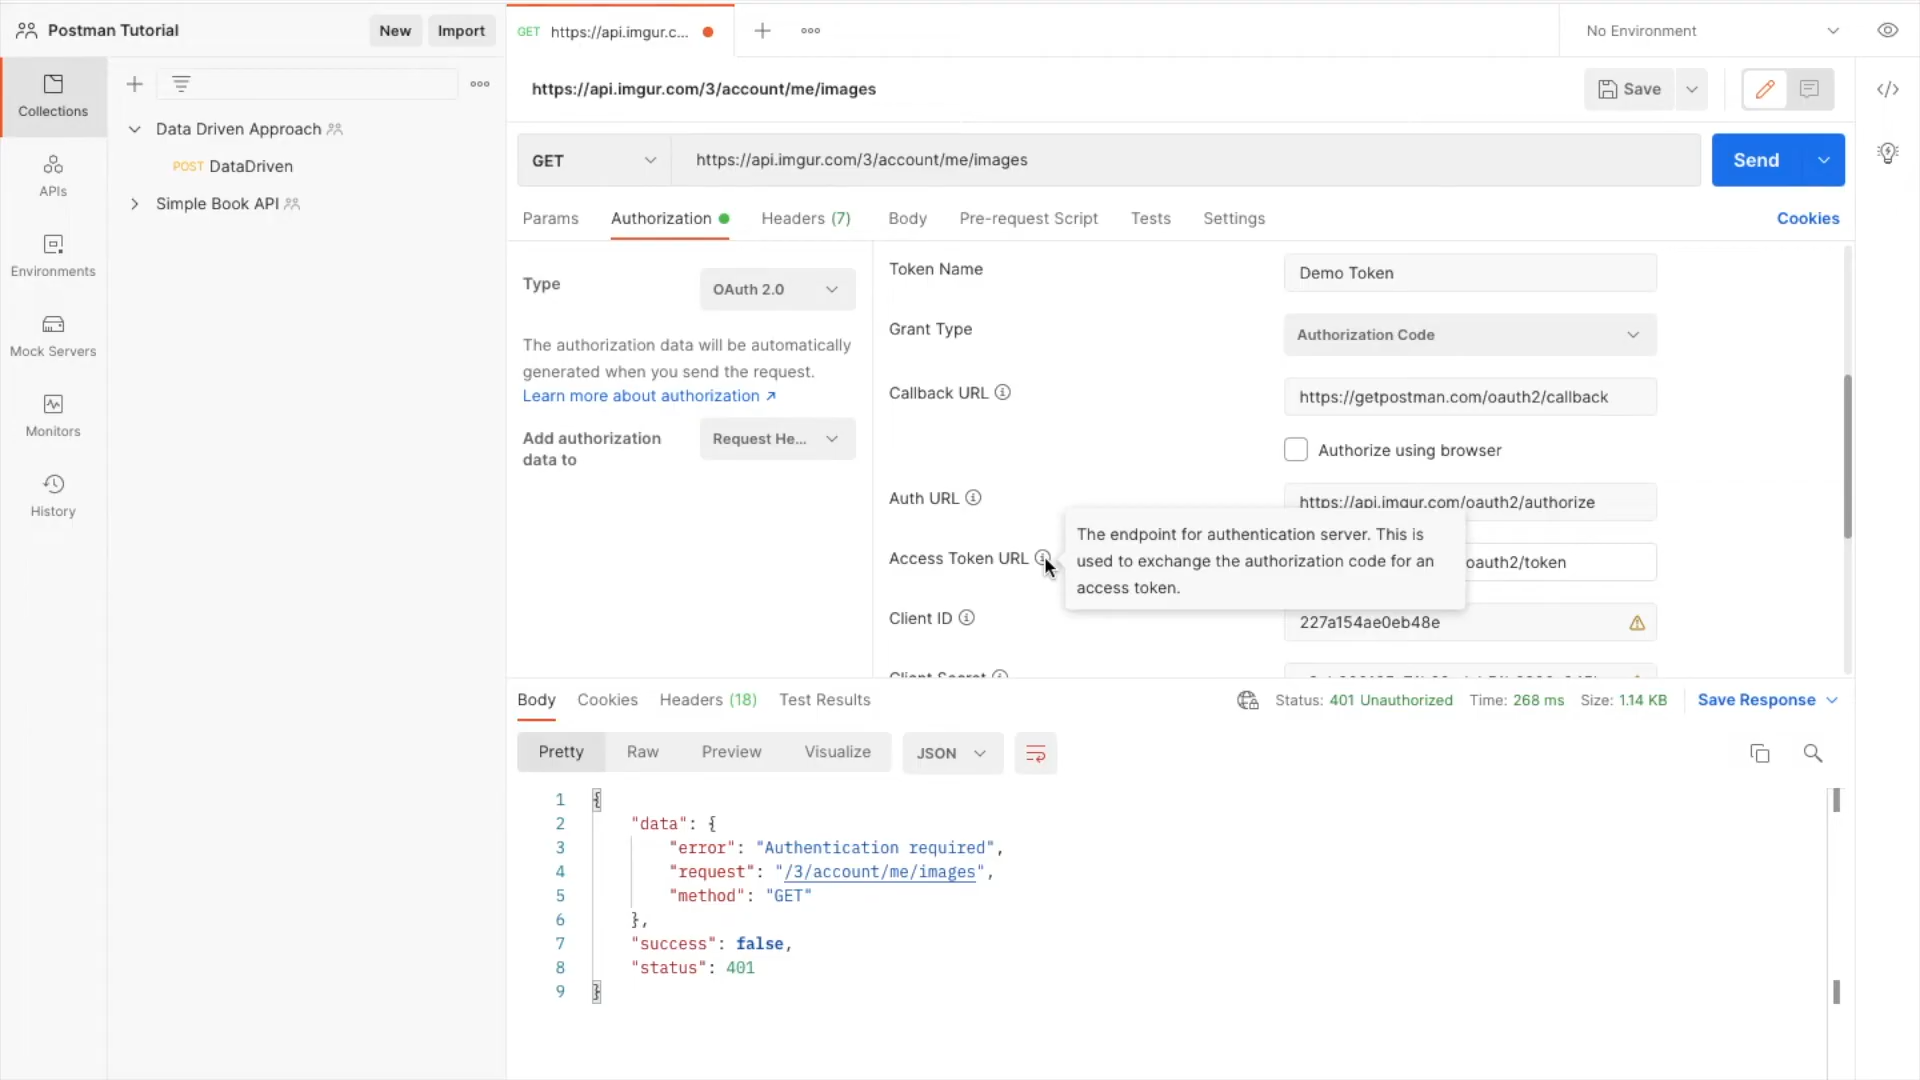 Postman Tutorial
New
Import
GET https://api.imgur.c...
No Environment
Collections
APIs
Environments
Mock Servers
Monitors
History
Data Driven Approach
POST DataDriven
Simple Book API
https://api.imgur.com/3/account/me/images
Save
GET
https://api.imgur.com/3/account/me/images
Send
Params
Authorization
Headers (7)
Body
Pre-request Script
Tests
Settings
Cookies
Type
OAuth 2.0
The authorization data will be automatically
generated when you send the request.
Learn more about authorization ↗
Add authorization
data to
Request He...
Token Name
Demo Token
Grant Type
Authorization Code
Callback URL
https://getpostman.com/oauth2/callback
Authorize using browser
Auth URL
https://api.imgur.com/oauth2/authorize
Access Token URL
oauth2/token
The endpoint for authentication server. This is
used to exchange the authorization code for an
access token.
Client ID
227a154ae0eb48e
Client Secret
Body
Cookies
Headers (18)
Test Results
Status: 401 Unauthorized
Time: 268 ms
Size: 1.14 KB
Save Response
Pretty
Raw
Preview
Visualize
JSON
1 {
2 "data": {
3 "error": "Authentication required",
4 "request": "/3/account/me/images",
5 "method": "GET"
6 },
7 "success": false,
8 "status": 401
9 }